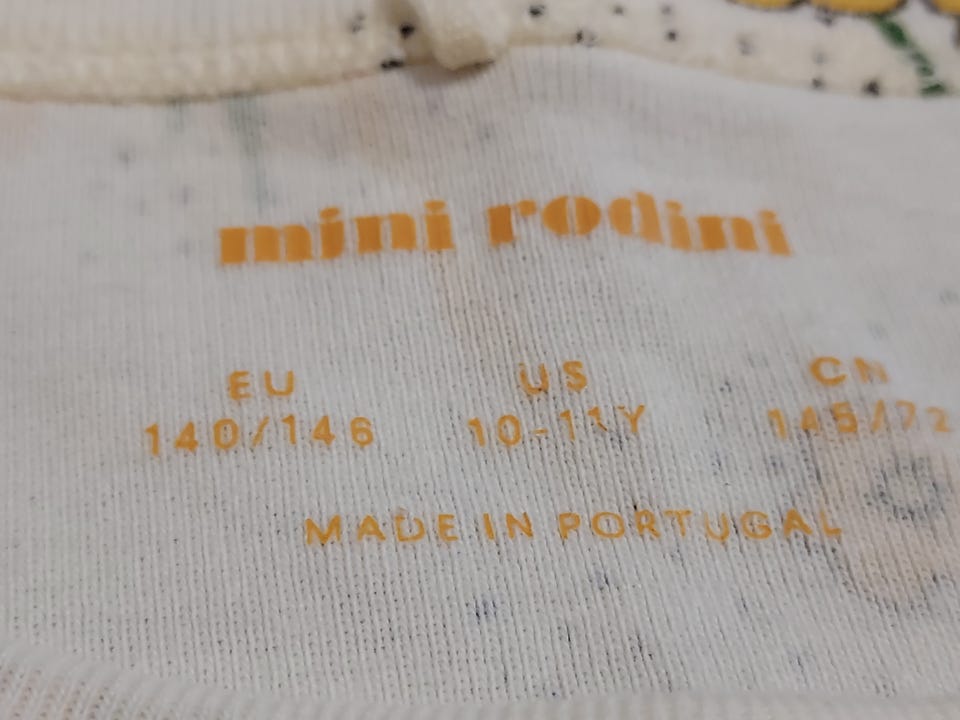 mini rodini
EU US CN
140/146 10-11Y 145/72
MADE IN PORTUGAL